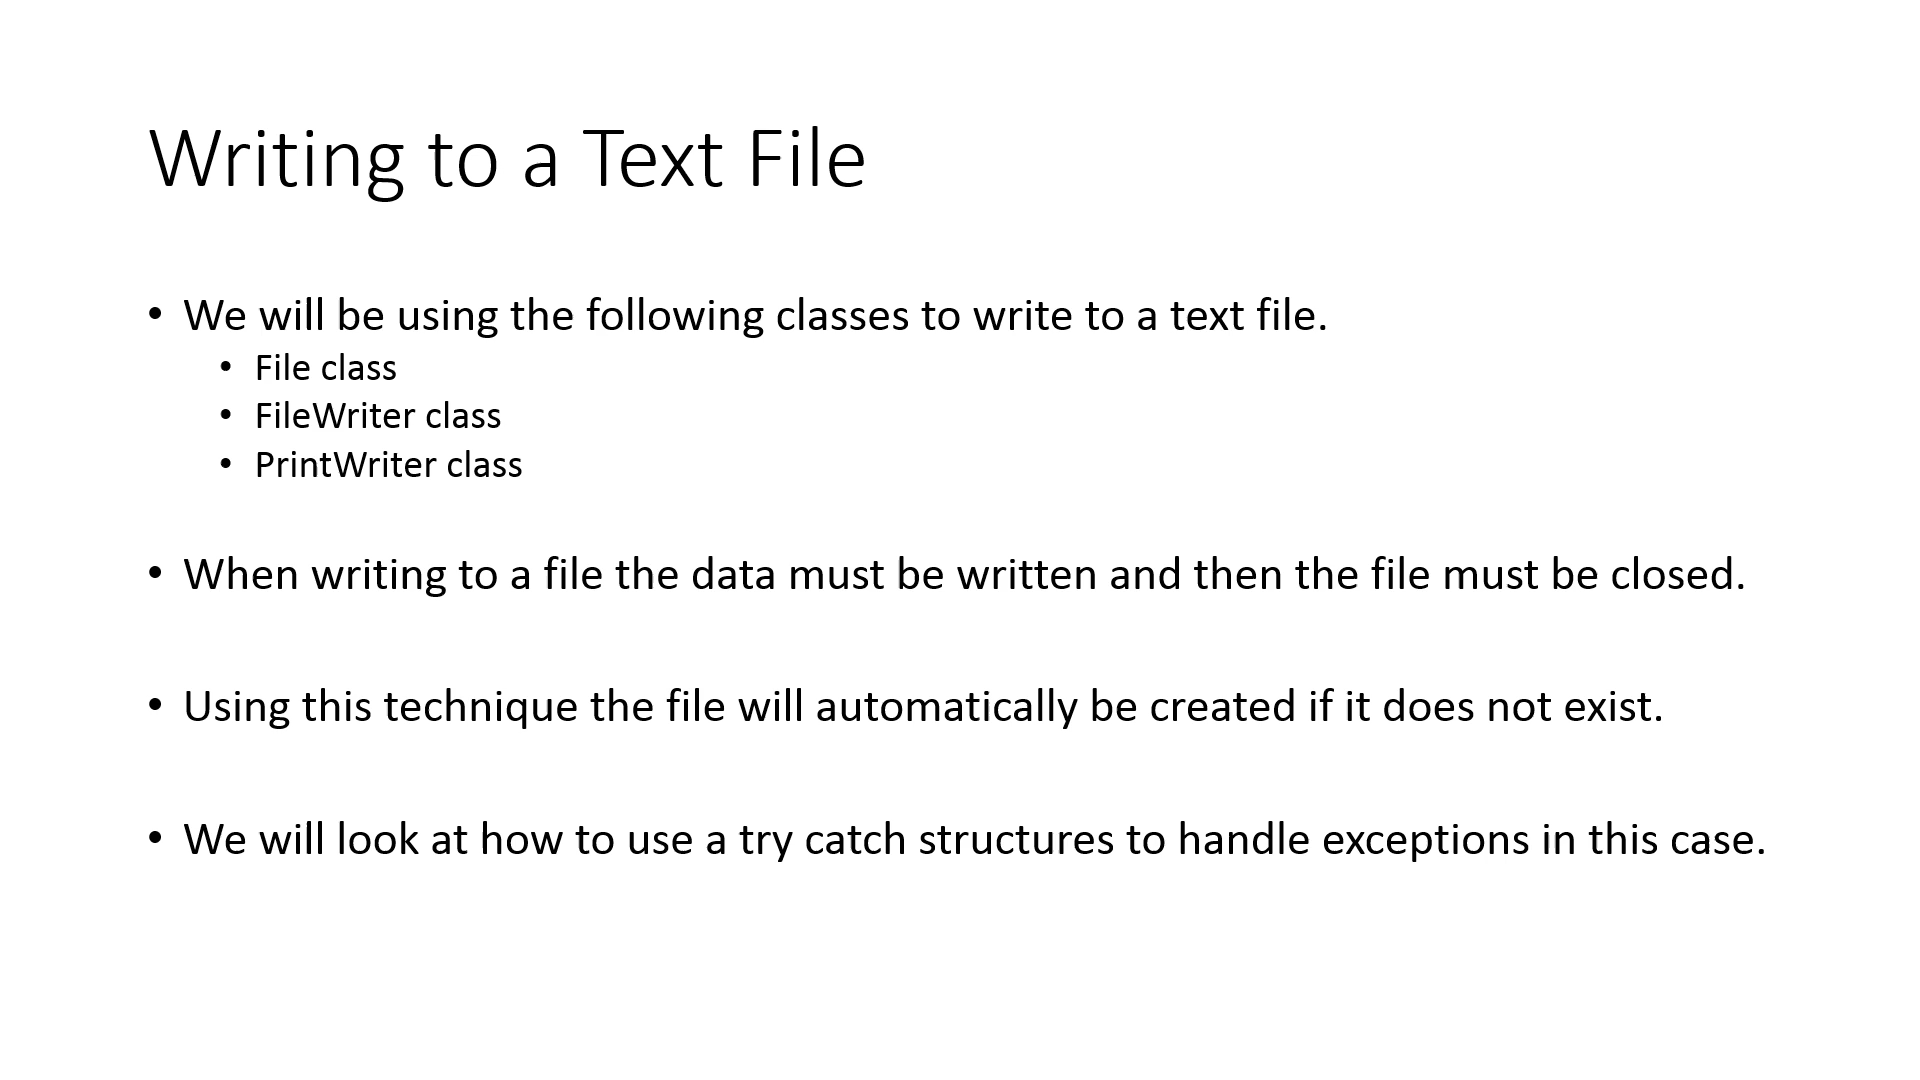 Writing to a Text File
• We will be using the following classes to write to a text file.
• File class
• FileWriter class
• PrintWriter class
• When writing to a file the data must be written and then the file must be closed.
• Using this technique the file will automatically be created if it does not exist.
• We will look at how to use a try catch structures to handle exceptions in this case.